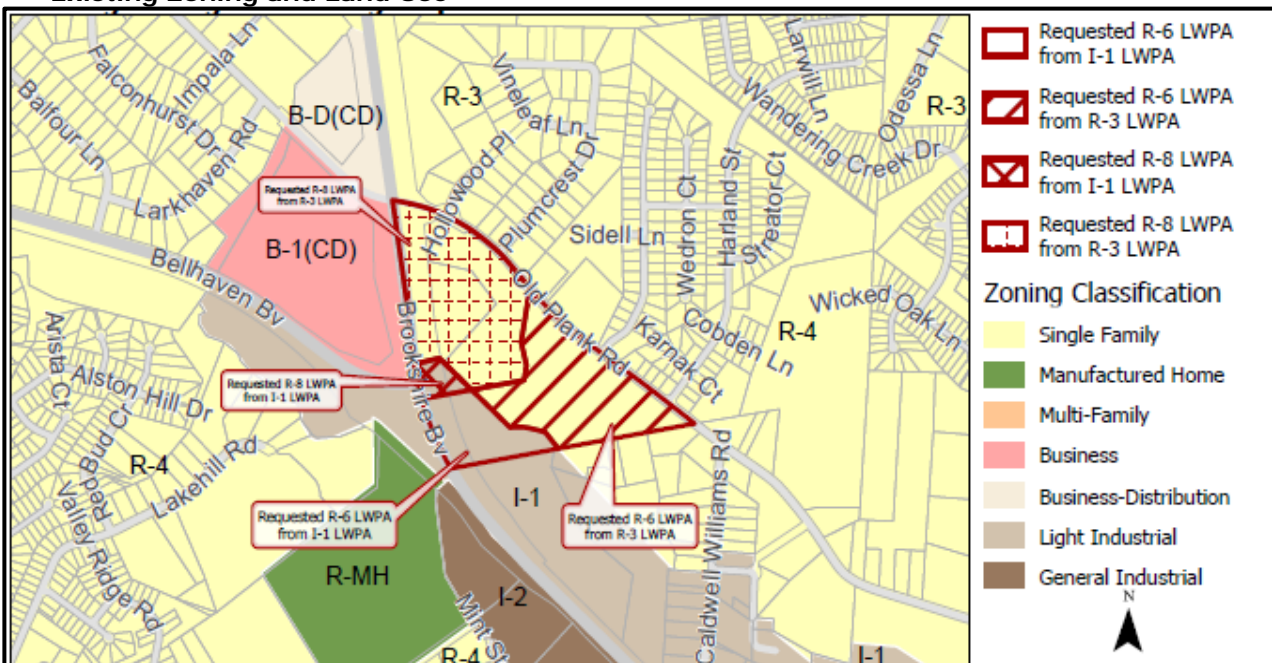 Existing Zoning and Land Use
Impala Ln
Falconhurst Dr
Balfour Ln
Larkhaven Rd
B-D(CD)
R-3
Vineleaf Ln
Hollowood Pl
Plumcrest Dr
Larwill Ln
Odessa Ln
R-3
Wandering Creek Dr
Harland St
Streator Ct
Wedron Ct
Sidell Ln
Requested R-8 LWPA
from R-3 LWPA
B-1(CD)
Bellhaven Bv
Brookshire Bv
Old Plank Rd
Karnak Ct
Cobden Ln
R-4
Wicked Oak Ln
Arista Ct
Alston Hill Dr
Redbud Cr
R-4
Lakehill Rd
Valley Ridge Rd
Requested R-8 LWPA
from I-1 LWPA
Requested R-6 LWPA
from I-1 LWPA
I-1
Requested R-6 LWPA
from R-3 LWPA
Caldwell Williams Rd
R-MH
I-2
Mint St
R-4
I-1
Requested R-6 LWPA
from I-1 LWPA
Requested R-6 LWPA
from R-3 LWPA
Requested R-8 LWPA
from I-1 LWPA
Requested R-8 LWPA
from R-3 LWPA
Zoning Classification
Single Family
Manufactured Home
Multi-Family
Business
Business-Distribution
Light Industrial
General Industrial
N